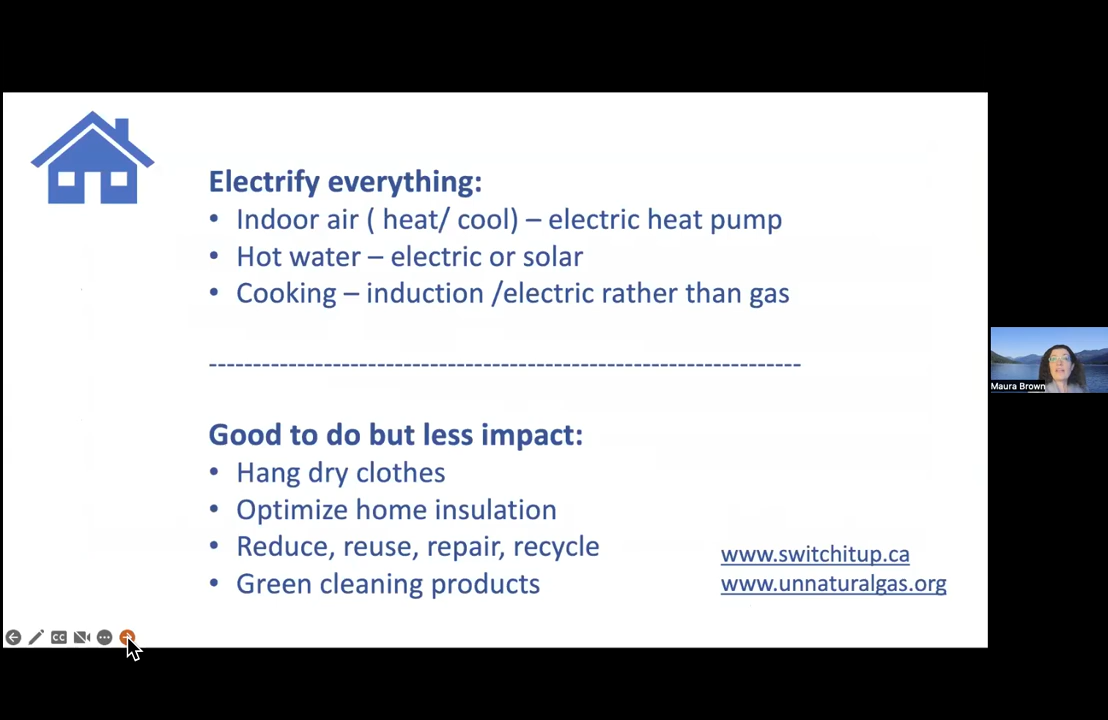 Electrify everything:
• Indoor air ( heat/ cool) – electric heat pump
• Hot water – electric or solar
• Cooking – induction /electric rather than gas
-------------------------------------------------------------------
Good to do but less impact:
• Hang dry clothes
• Optimize home insulation
• Reduce, reuse, repair, recycle
• Green cleaning products
www.switchitup.ca
www.unnaturalgas.org
Maura Brown
CC